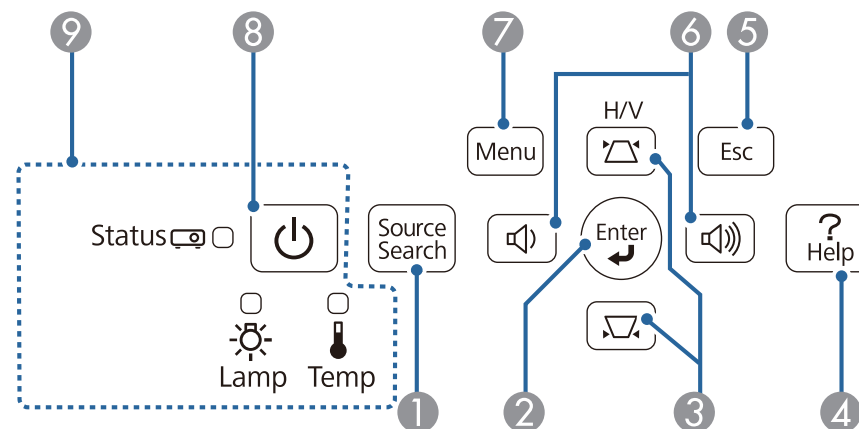 9
8
7
6
5
H/V
Menu
Esc
Status
Source
Search
Enter
?
Help
Lamp
Temp
1
2
3
4